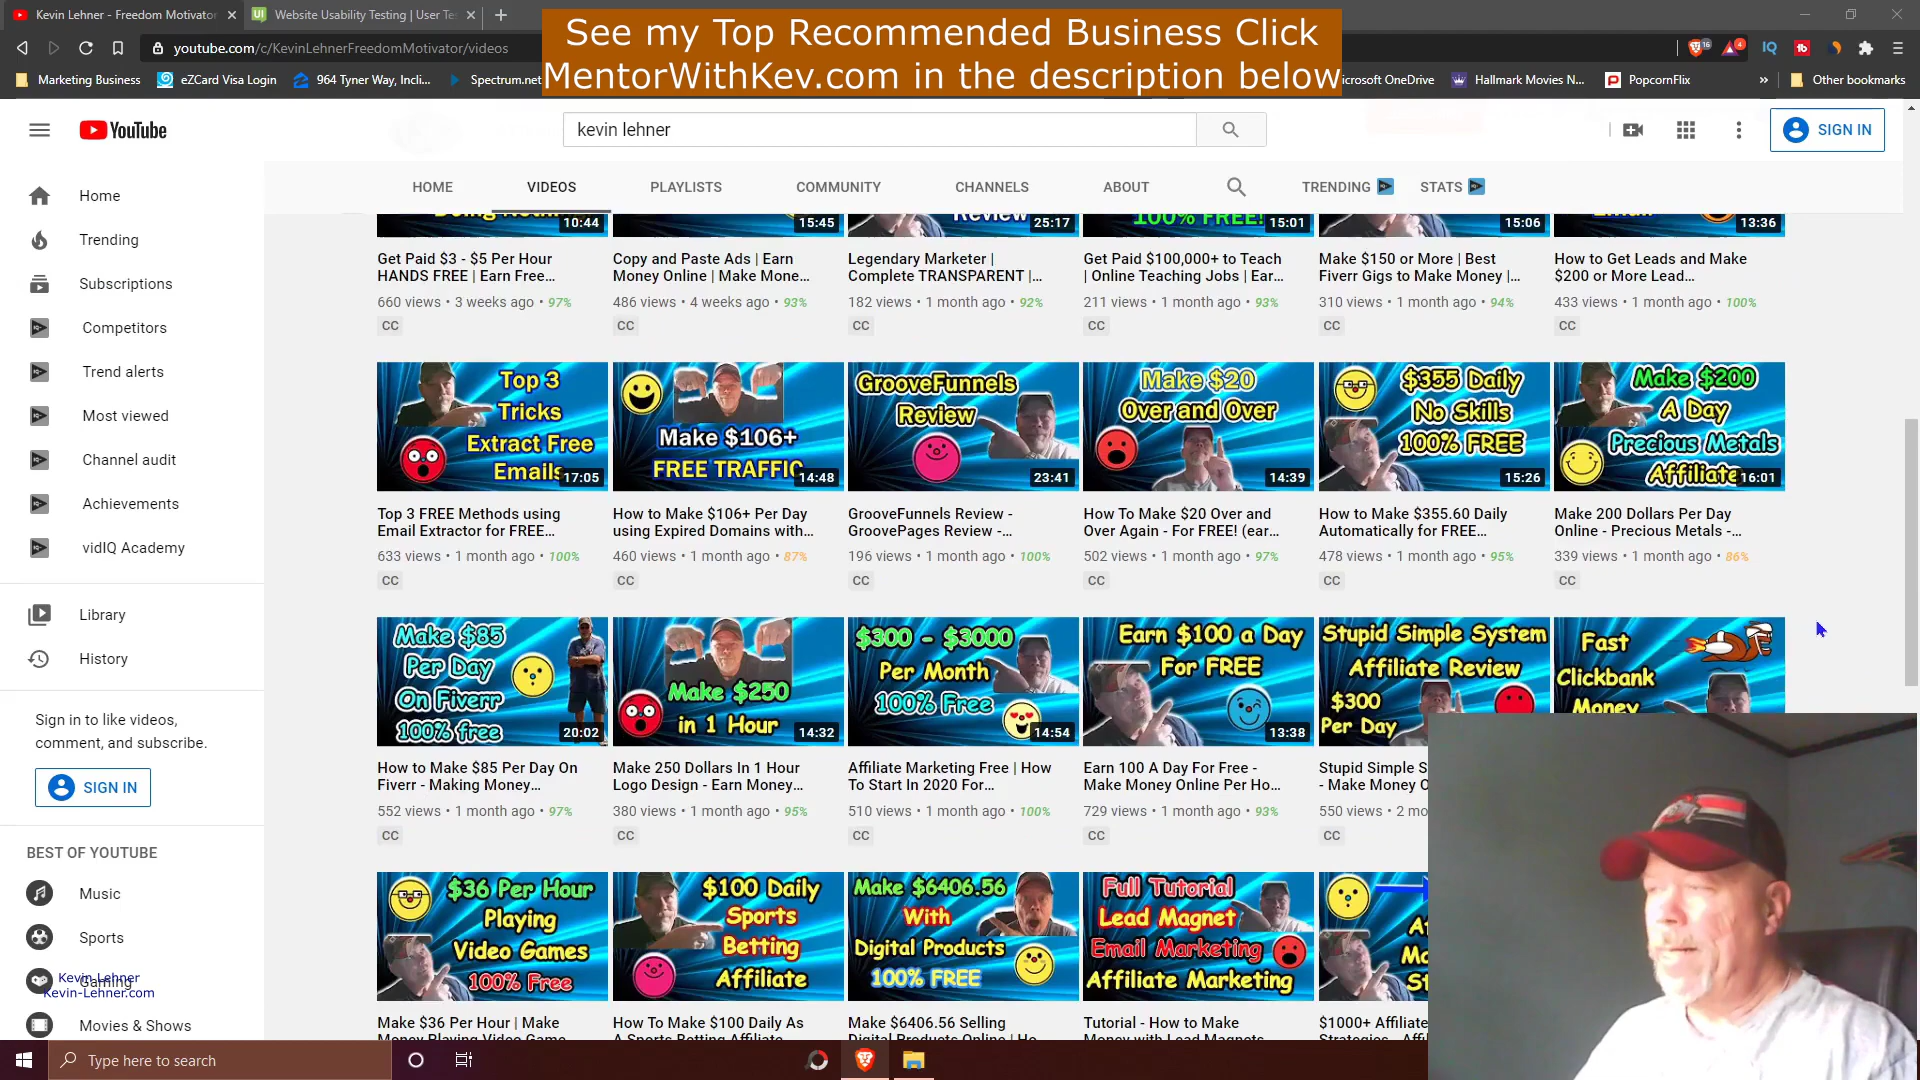 Kevin Lehner - Freedom Motivator
Website Usability Testing | User Te
See my Top Recommended Business Click
MentorWithKev.com in the description below
youtube.com/c/KevinLehnerFreedomMotivator/videos
Marketing Business
eZCard Visa Login
964 Tyner Way, Incli...
Spectrum.net
icrosoft OneDrive
Hallmark Movies N...
PopcornFlix
Other bookmarks
YouTube
kevin lehner
SIGN IN
HOME
VIDEOS
PLAYLISTS
COMMUNITY
CHANNELS
ABOUT
TRENDING
STATS
Home
Trending
Subscriptions
Competitors
Trend alerts
Most viewed
Channel audit
Achievements
vidIQ Academy
Library
History
Sign in to like videos,
comment, and subscribe.
SIGN IN
BEST OF YOUTUBE
Music
Sports
Gaming
Kevin-Lehner
Kevin-Lehner.com
Movies & Shows
10:44
15:45
Review
25:17
100% FREE!
15:01
15:06
13:36
Get Paid $3 - $5 Per Hour
HANDS FREE | Earn Free...
660 views • 3 weeks ago • 97%
CC
Copy and Paste Ads | Earn
Money Online | Make Mone...
486 views • 4 weeks ago • 93%
CC
Legendary Marketer |
Complete TRANSPARENT |...
182 views • 1 month ago • 92%
CC
Get Paid $100,000+ to Teach
| Online Teaching Jobs | Ear...
211 views • 1 month ago • 93%
CC
Make $150 or More | Best
Fiverr Gigs to Make Money |...
310 views • 1 month ago • 94%
CC
How to Get Leads and Make
$200 or More Lead...
433 views • 1 month ago • 100%
CC
Top 3
Tricks
Extract Free
Emails
17:05
Make $106+
FREE TRAFFIC
14:48
GrooveFunnels
Review
23:41
Make $20
Over and Over
14:39
$355 Daily
No Skills
100% FREE
15:26
Make $200
A Day
Precious Metals
Affiliate
16:01
Top 3 FREE Methods using
Email Extractor for FREE...
633 views • 1 month ago • 100%
CC
How to Make $106+ Per Day
using Expired Domains with...
460 views • 1 month ago • 87%
CC
GrooveFunnels Review -
GroovePages Review -...
196 views • 1 month ago • 100%
CC
How To Make $20 Over and
Over Again - For FREE! (ear...
502 views • 1 month ago • 97%
CC
How to Make $355.60 Daily
Automatically for FREE...
478 views • 1 month ago • 95%
CC
Make 200 Dollars Per Day
Online - Precious Metals -...
339 views • 1 month ago • 86%
CC
Make $85
Per Day
On Fiverr
100% free
20:02
Make $250
in 1 Hour
14:32
$300 - $3000
Per Month
100% Free
14:54
Earn $100 a Day
For FREE
13:38
Stupid Simple System
Affiliate Review
$300
Per Day
Fast
Clickbank
Money
How to Make $85 Per Day On
Fiverr - Making Money...
552 views • 1 month ago • 97%
CC
Make 250 Dollars In 1 Hour
Logo Design - Earn Money...
380 views • 1 month ago • 95%
CC
Affiliate Marketing Free | How
To Start In 2020 For...
510 views • 1 month ago • 100%
CC
Earn 100 A Day For Free -
Make Money Online Per Ho...
729 views • 1 month ago • 93%
CC
Stupid Simple S
- Make Money O
550 views • 2 mo
CC
$36 Per Hour
Playing
Video Games
100% Free
$100 Daily
Sports
Betting
Affiliate
Make $6406.56
With
Digital Products
100% FREE
Full Tutorial
Lead Magnet
Email Marketing
Affiliate Marketing
Make $36 Per Hour | Make
Money Playing Video Game
How To Make $100 Daily As
A Sports Betting Affiliate
Make $6406.56 Selling
Digital Products Online | Ho
Tutorial - How to Make
Money with Lead Magnets
$1000+ Affiliate
Strategies - Affil
Type here to search